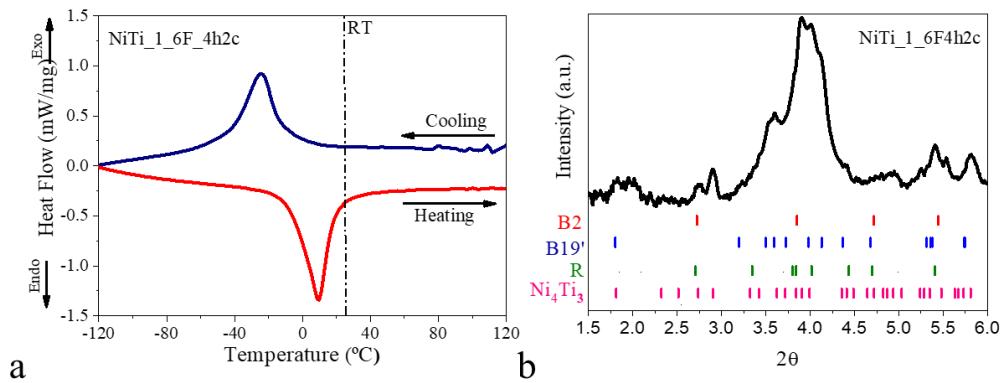 NiTi_1_6F_4h2c
RT
Cooling
Heating
Heat Flow (mW/mg)
Exo
Endo
1.5
1.0
0.5
0.0
-0.5
-1.0
-1.5
-120
-80
-40
0
40
80
120
Temperature (ºC)
a
NiTi_1_6F4h2c
Intensity (a.u.)
B2
B19'
R
Ni4Ti3
1.5 2.0 2.5 3.0 3.5 4.0 4.5 5.0 5.5 6.0
2θ
b